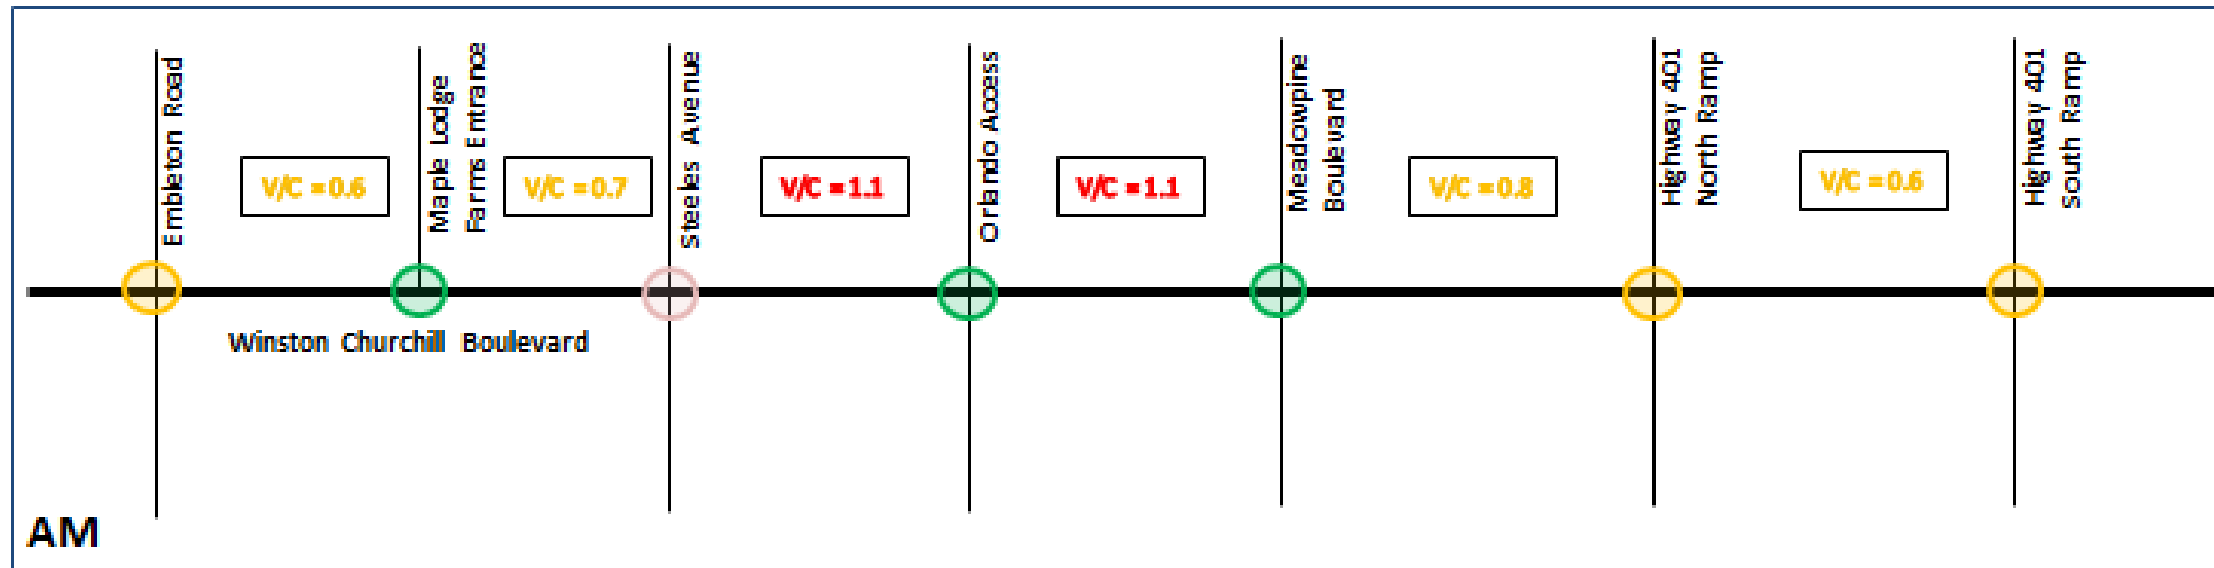 Embleton Road
Maple Lodge
Farms Entrance
Steeles Avenue
Orlando Access
Meadowpine
Boulevard
Highway 401
North Ramp
Highway 401
South Ramp
V/C = 0.6
V/C = 0.7
V/C = 1.1
V/C = 1.1
V/C = 0.8
V/C = 0.6
Winston Churchill Boulevard
AM